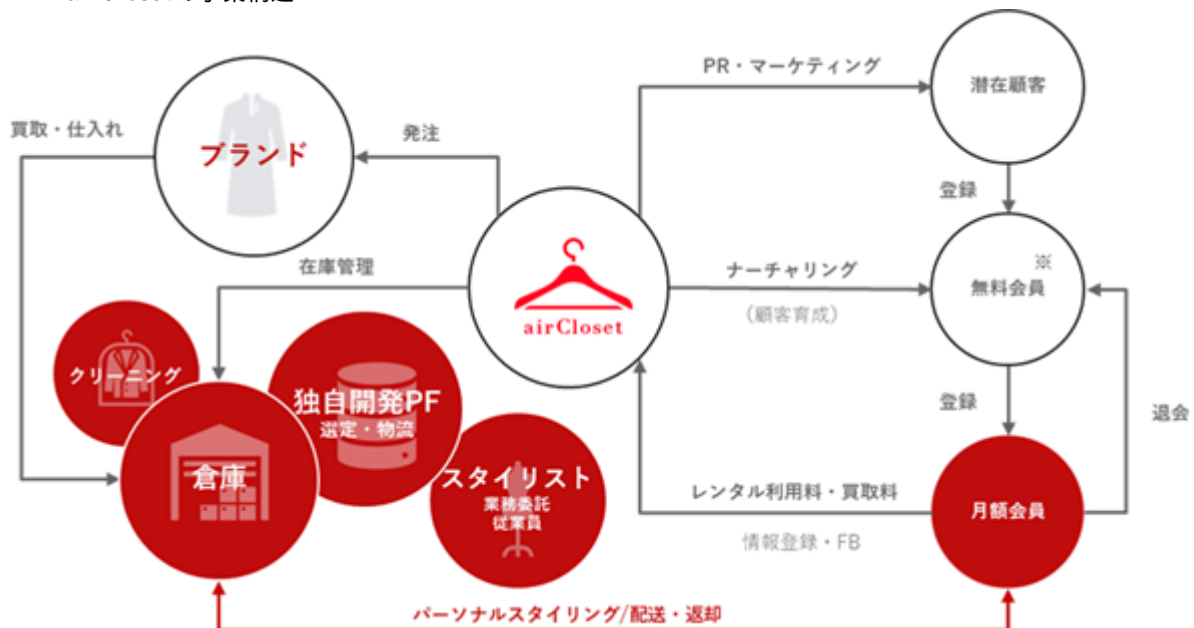 PR・マーケティング
潜在顧客
買取・仕入れ
ブランド
発注
登録
在庫管理
airCloset
ナーチャリング
(顧客育成)
※
無料会員
クリーニング
独自開発PF
選定・物流
倉庫
スタイリスト
業務委託
従業員
登録
退会
レンタル利用料・買取料
月額会員
情報登録・FB
パーソナルスタイリング/配送・返却